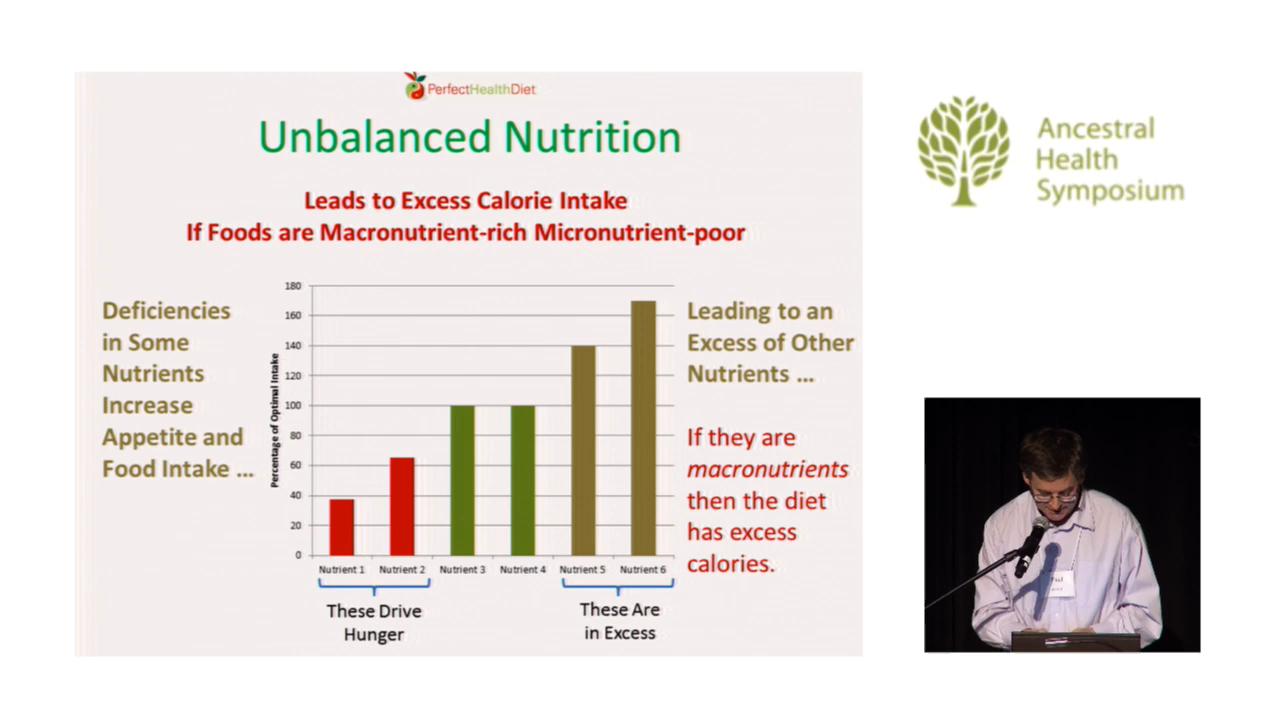 PerfectHealthDiet
Unbalanced Nutrition
Leads to Excess Calorie Intake
If Foods are Macronutrient-rich Micronutrient-poor
Deficiencies
in Some
Nutrients
Increase
Appetite and
Food Intake ...
Percentage of Optimal Intake
180
160
140
120
100
80
60
40
20
0
Nutrient 1 Nutrient 2 Nutrient 3 Nutrient 4 Nutrient 5 Nutrient 6
These Drive
Hunger
These Are
in Excess
Leading to an
Excess of Other
Nutrients ...
If they are
macronutrients
then the diet
has excess
calories.
Ancestral
Health
Symposium